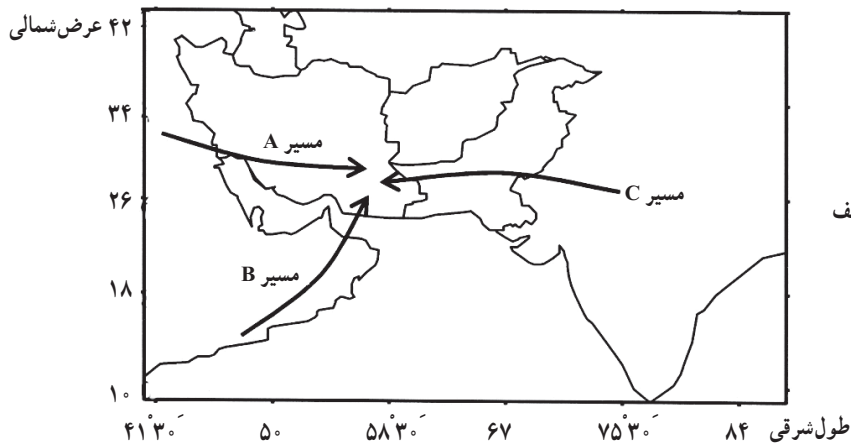 ۴۲ عرض‌شمالی
۳۴
۲۶
۱۸
۱۰
مسیر A
مسیر B
مسیر C
ف
۴۱°۳۰′ ۵۰ ۵۸°۳۰′ ۶۷ ۷۵°۳۰′ ۸۴ طول‌شرقی